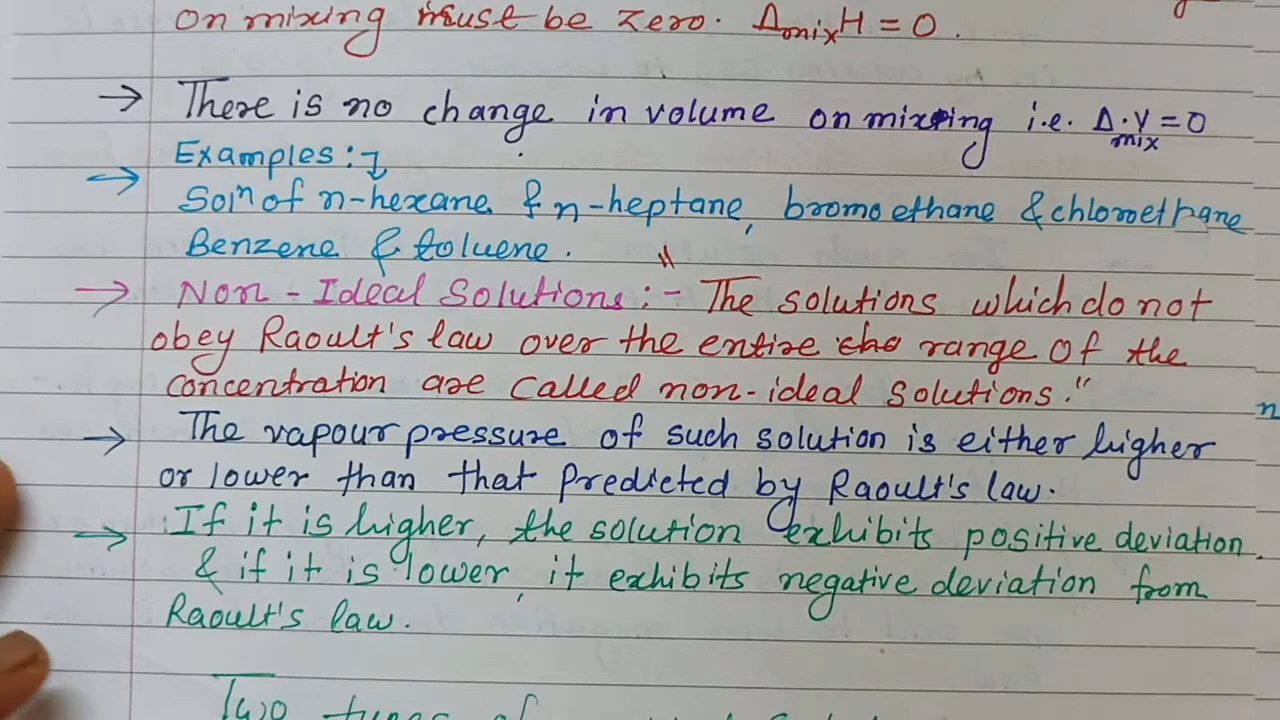 on mixing must be zero. ΔmixH = 0.
→ There is no change in volume on mixing i.e. Δ.V = 0
mix
Examples :↴
→ Solⁿ of n-hexane & n-heptane, bromoethane & chloroethane
Benzene & toluene.
→ Non-Ideal Solutions :- "The solutions which do not
obey Raoult's law over the entire range of the
concentration are called non-ideal solutions."
→ The vapour pressure of such solution is either higher
or lower than that predicted by Raoult's law.
→ If it is higher, the solution exhibits positive deviation.
& if it is lower, it exhibits negative deviation from
Raoult's law.
Two types of
n